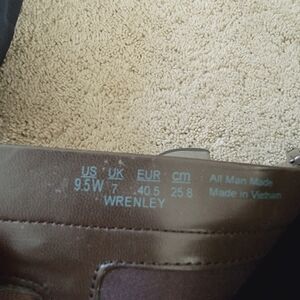 US UK EUR cm All Man Made
9.5W 7 40.5 25.8 Made in Vietnam
WRENLEY